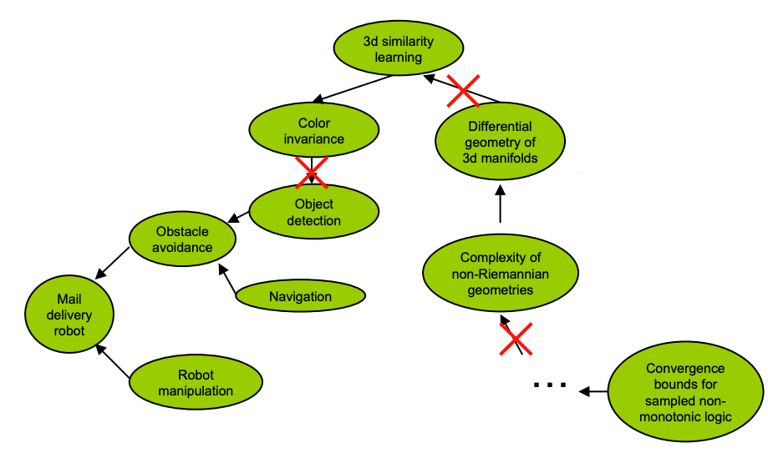 3d similarity
learning
Color
invariance
Differential
geometry of
3d manifolds
Object
detection
Obstacle
avoidance
Complexity of
non-Riemannian
geometries
Navigation
Mail
delivery
robot
Robot
manipulation
...
Convergence
bounds for
sampled non-
monotonic logic